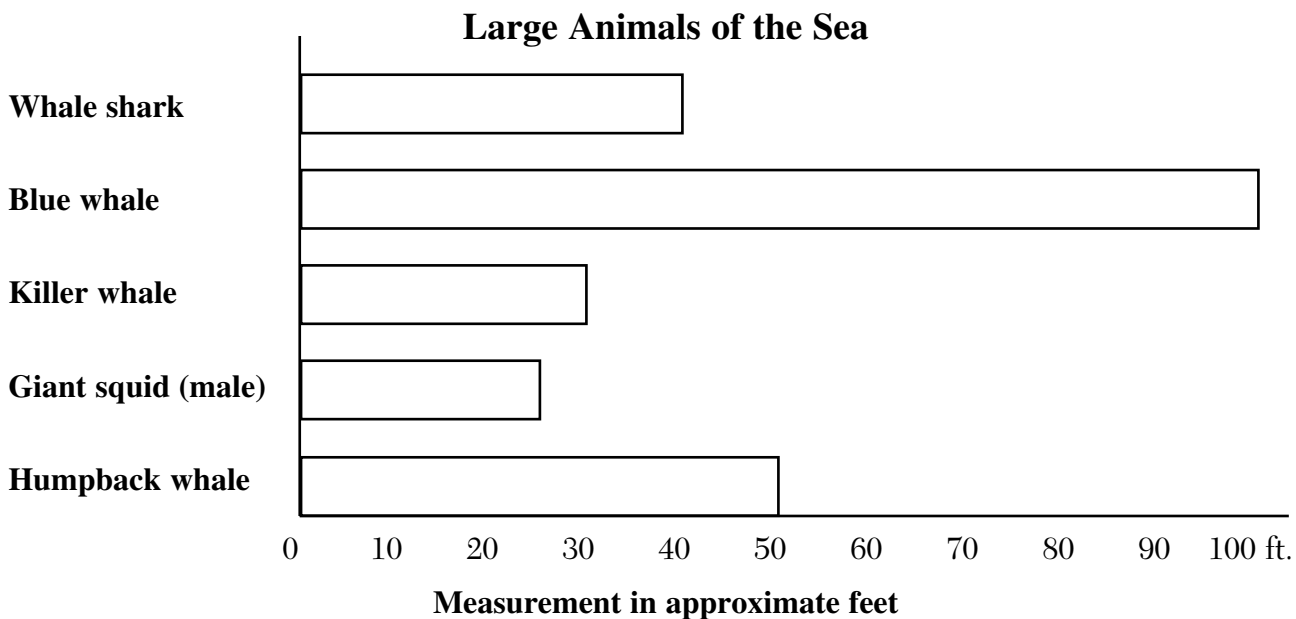 Large Animals of the Sea
Whale shark
Blue whale
Killer whale
Giant squid (male)
Humpback whale
0 10 20 30 40 50 60 70 80 90 100 ft.
Measurement in approximate feet